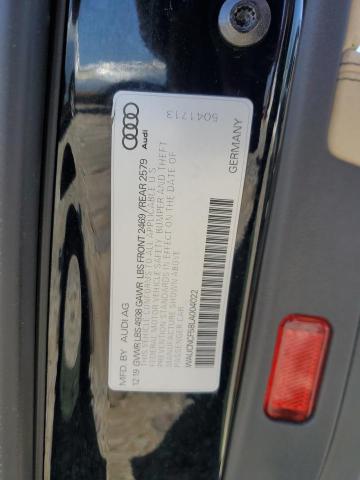 Audi
5041713
MFD. BY AUDI AG
GERMANY
12-19 GVWR LBS 4938 GAWR LBS FRONT 2469/REAR 2579
THIS VEHICLE CONFORMS TO ALL APPLICABLE U.S.
FEDERAL MOTOR VEHICLE SAFETY, BUMPER, AND THEFT
PREVENTION STANDARDS IN EFFECT ON THE DATE OF
MANUFACTURE SHOWN ABOVE.
PASSENGER CAR
WAUCNCF58LA004022